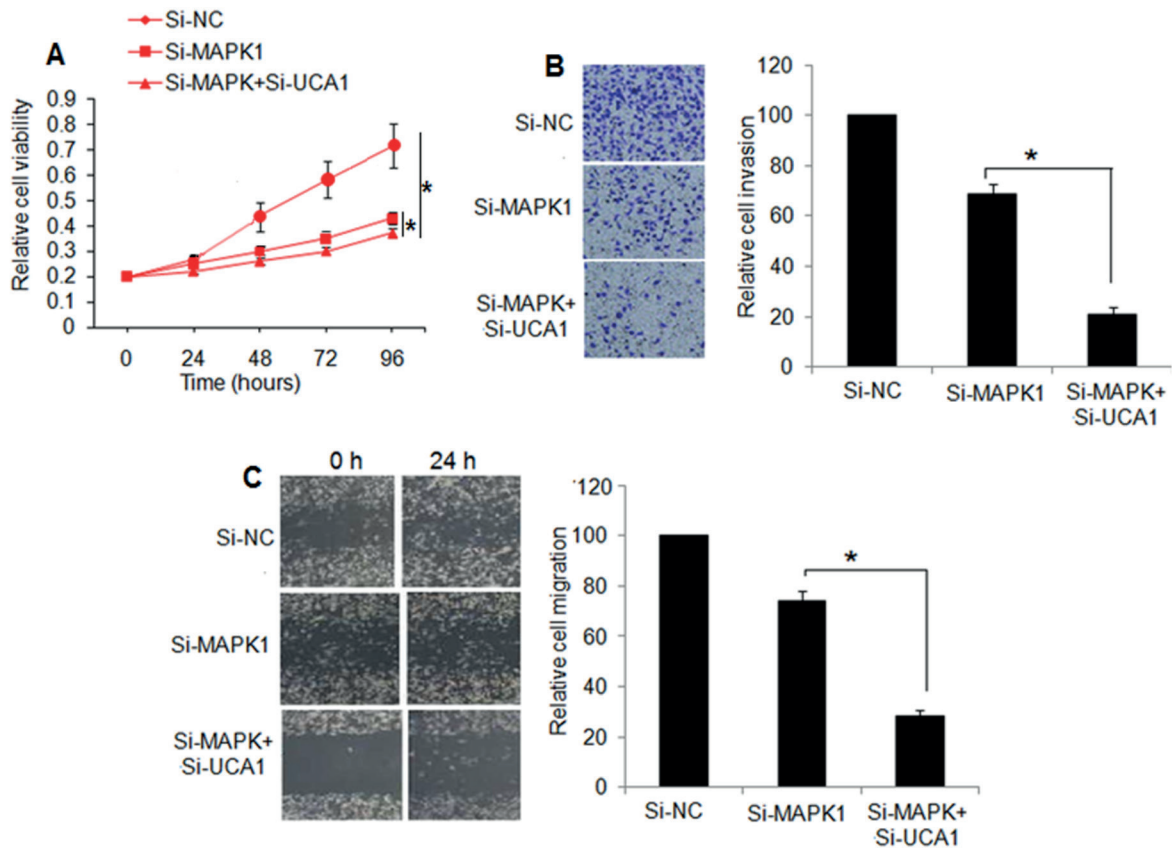 Si-NC
Si-MAPK1
Si-MAPK+Si-UCA1
A
Relative cell viability
0.9
0.8
0.7
0.6
0.5
0.4
0.3
0.2
0.1
0
*
*
0 24 48 72 96
Time (hours)
B
Si-NC
Si-MAPK1
Si-MAPK+
Si-UCA1
Relative cell invasion
120
100
80
60
40
20
0
*
Si-NC Si-MAPK1 Si-MAPK+
Si-UCA1
C
0 h 24 h
Si-NC
Si-MAPK1
Si-MAPK+
Si-UCA1
Relative cell migration
120
100
80
60
40
20
0
*
Si-NC Si-MAPK1 Si-MAPK+
Si-UCA1